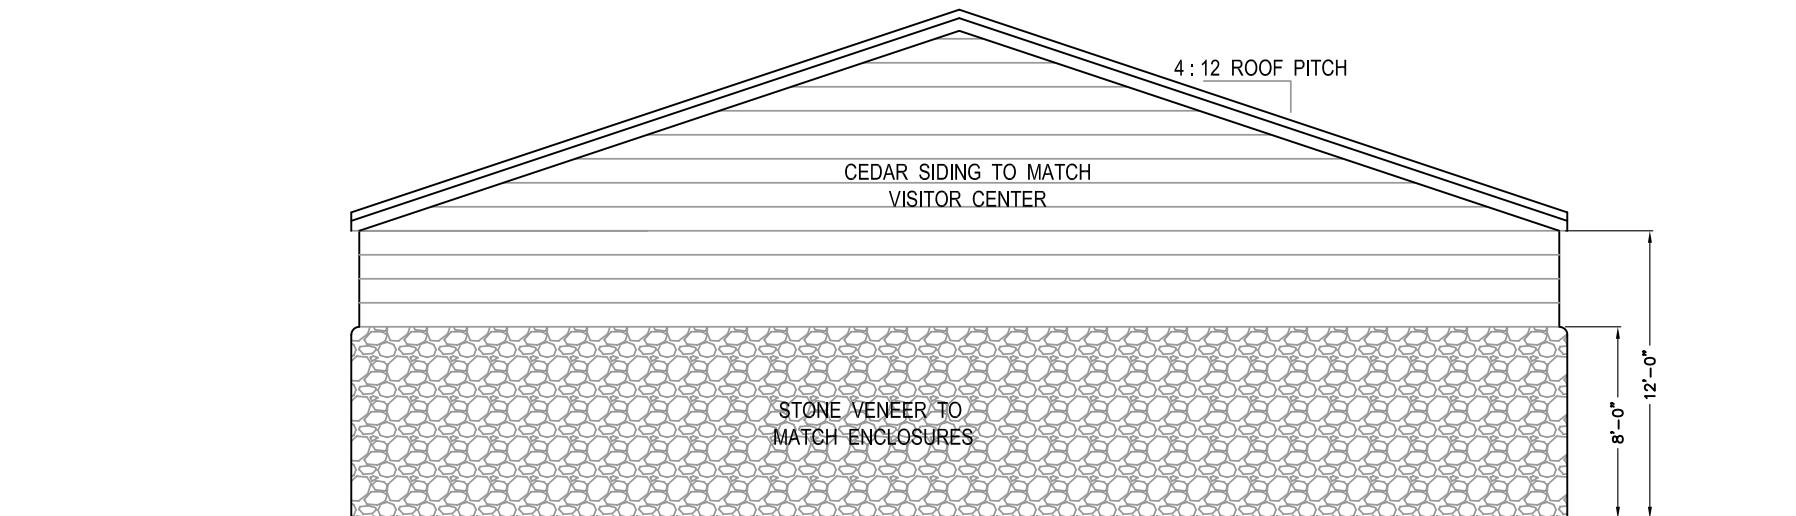 4:12 ROOF PITCH
CEDAR SIDING TO MATCH
VISITOR CENTER
12'-0"
8'-0"
STONE VENEER TO
MATCH ENCLOSURES